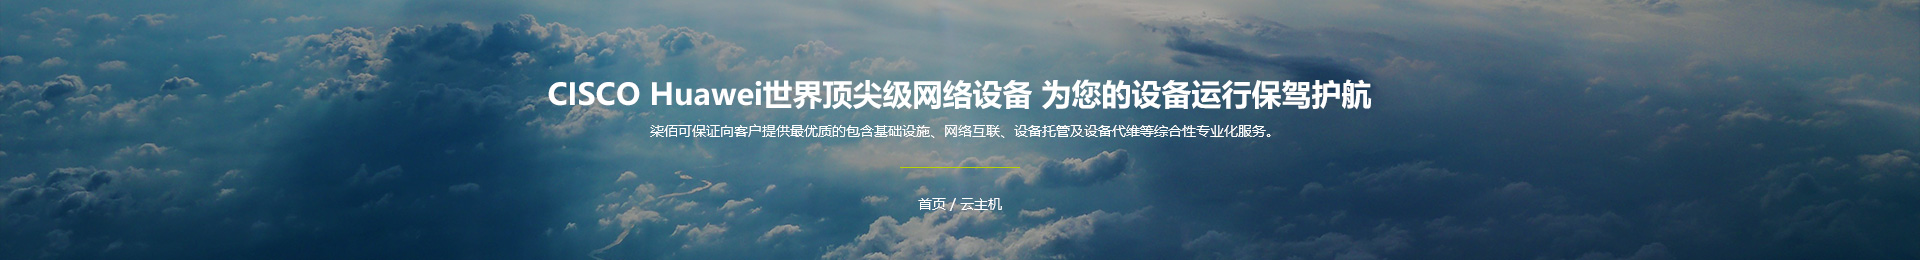 CISCO Huawei世界顶尖级网络设备 为您的设备运行保驾护航
柒佰可保证向客户提供最优质的包含基础设施、网络互联、设备托管及设备代维等综合性专业化服务。
首页 / 云主机